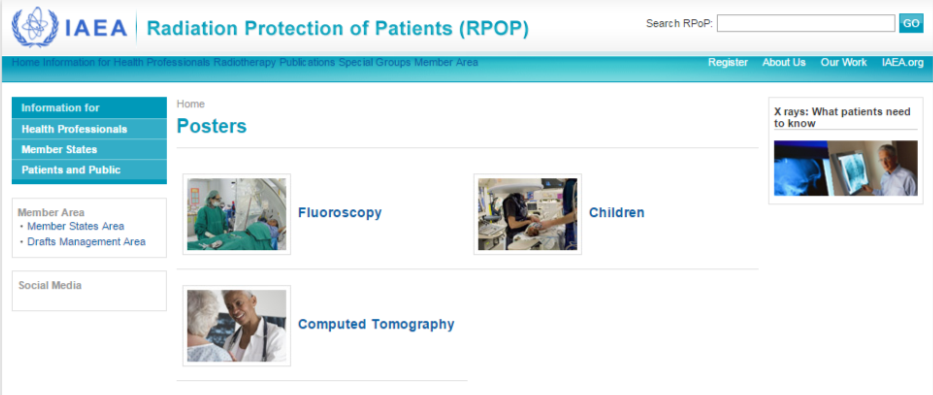 IAEA
Radiation Protection of Patients (RPOP)
Search RPoP:
GO
Home Information for Health Professionals Radiotherapy Publications Special Groups Member Area
Register About Us Our Work IAEA.org
Information for
Health Professionals
Member States
Patients and Public
Member Area
• Member States Area
• Drafts Management Area
Social Media
Home
Posters
Fluoroscopy
Children
Computed Tomography
X rays: What patients need
to know